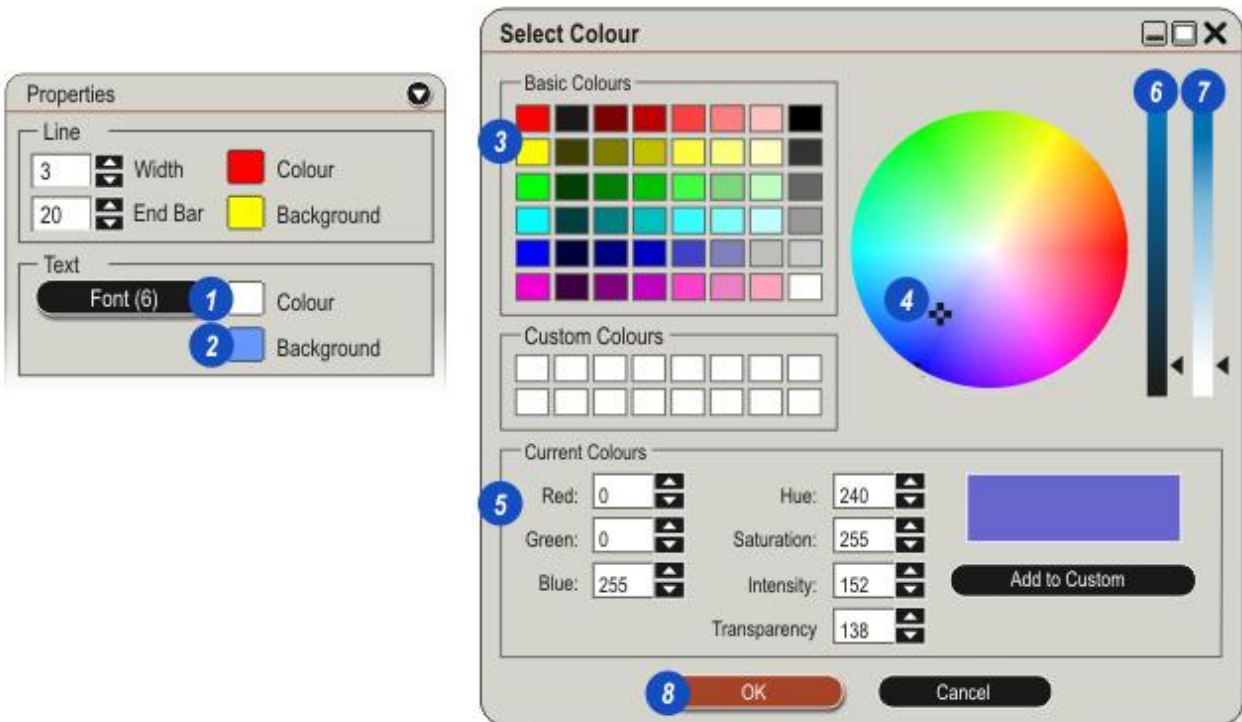 Properties
Line
3 Width Colour
20 End Bar Background
Text
Font (6) 1 Colour
2 Background
Select Colour
Basic Colours
3
Custom Colours
4
6 7
Current Colours
5
Red: 0 Hue: 240
Green: 0 Saturation: 255
Blue: 255 Intensity: 152 Add to Custom
Transparency 138
8 OK Cancel